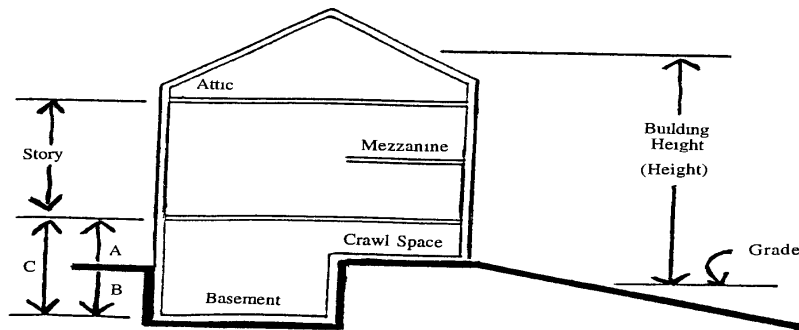 Attic
Mezzanine
Story
Building
Height
(Height)
Crawl Space
A
Grade
C
B
Basement